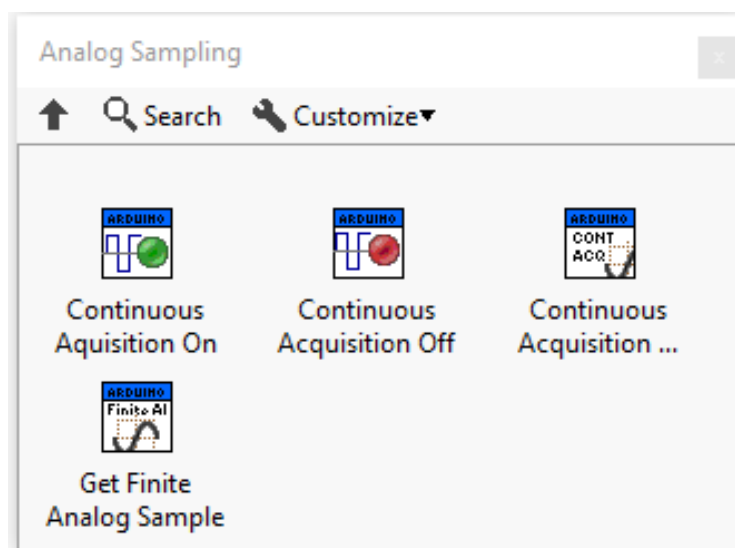 Analog Sampling
x
Search Customize
ARDUINO ARDUINO ARDUINO
CONT
ACQ
Continuous Continuous Continuous
Aquisition On Acquisition Off Acquisition ...
ARDUINO
Finite AI
Get Finite
Analog Sample